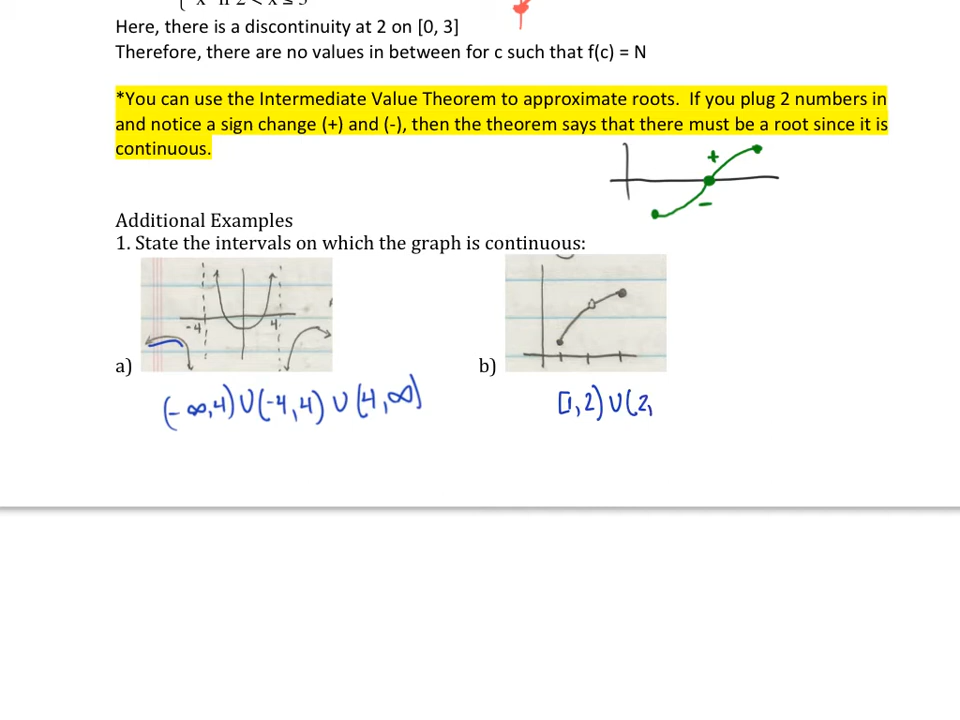 x if 2 < x ≤ 3
Here, there is a discontinuity at 2 on [0, 3]
Therefore, there are no values in between for c such that f(c) = N
*You can use the Intermediate Value Theorem to approximate roots. If you plug 2 numbers in
and notice a sign change (+) and (-), then the theorem says that there must be a root since it is
continuous.
+
-
Additional Examples
1. State the intervals on which the graph is continuous:
-4
4
a)
b)
(-∞,4) ∪ (-4,4) ∪ (4,∞)
[1,2) ∪ (2,